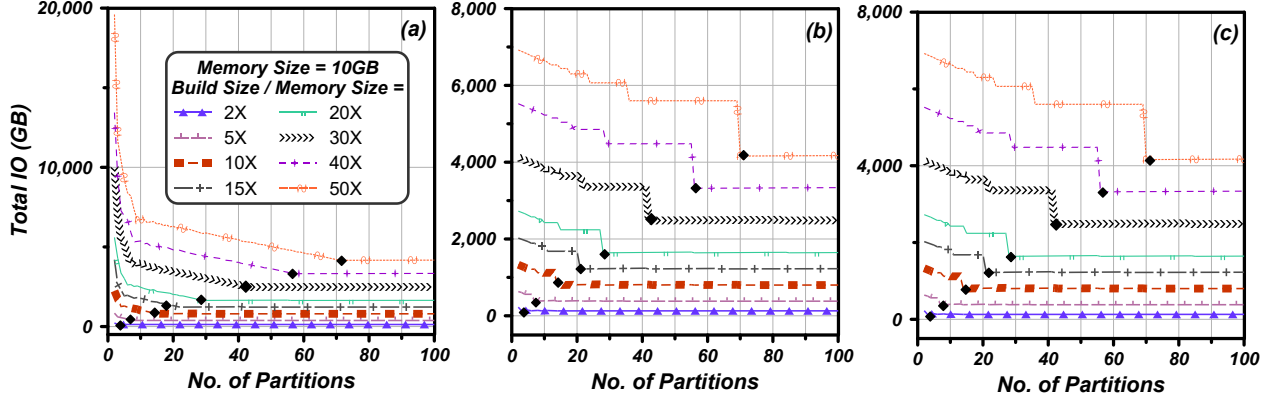 20,000
10,000
0
Total IO (GB)
(a)
Memory Size = 10GB
Build Size / Memory Size =
2X
20X
5X
30X
10X
40X
15X
50X
0 20 40 60 80 100
No. of Partitions
8,000
6,000
4,000
2,000
0
(b)
0 20 40 60 80 100
No. of Partitions
8,000
4,000
0
(c)
0 20 40 60 80 100
No. of Partitions